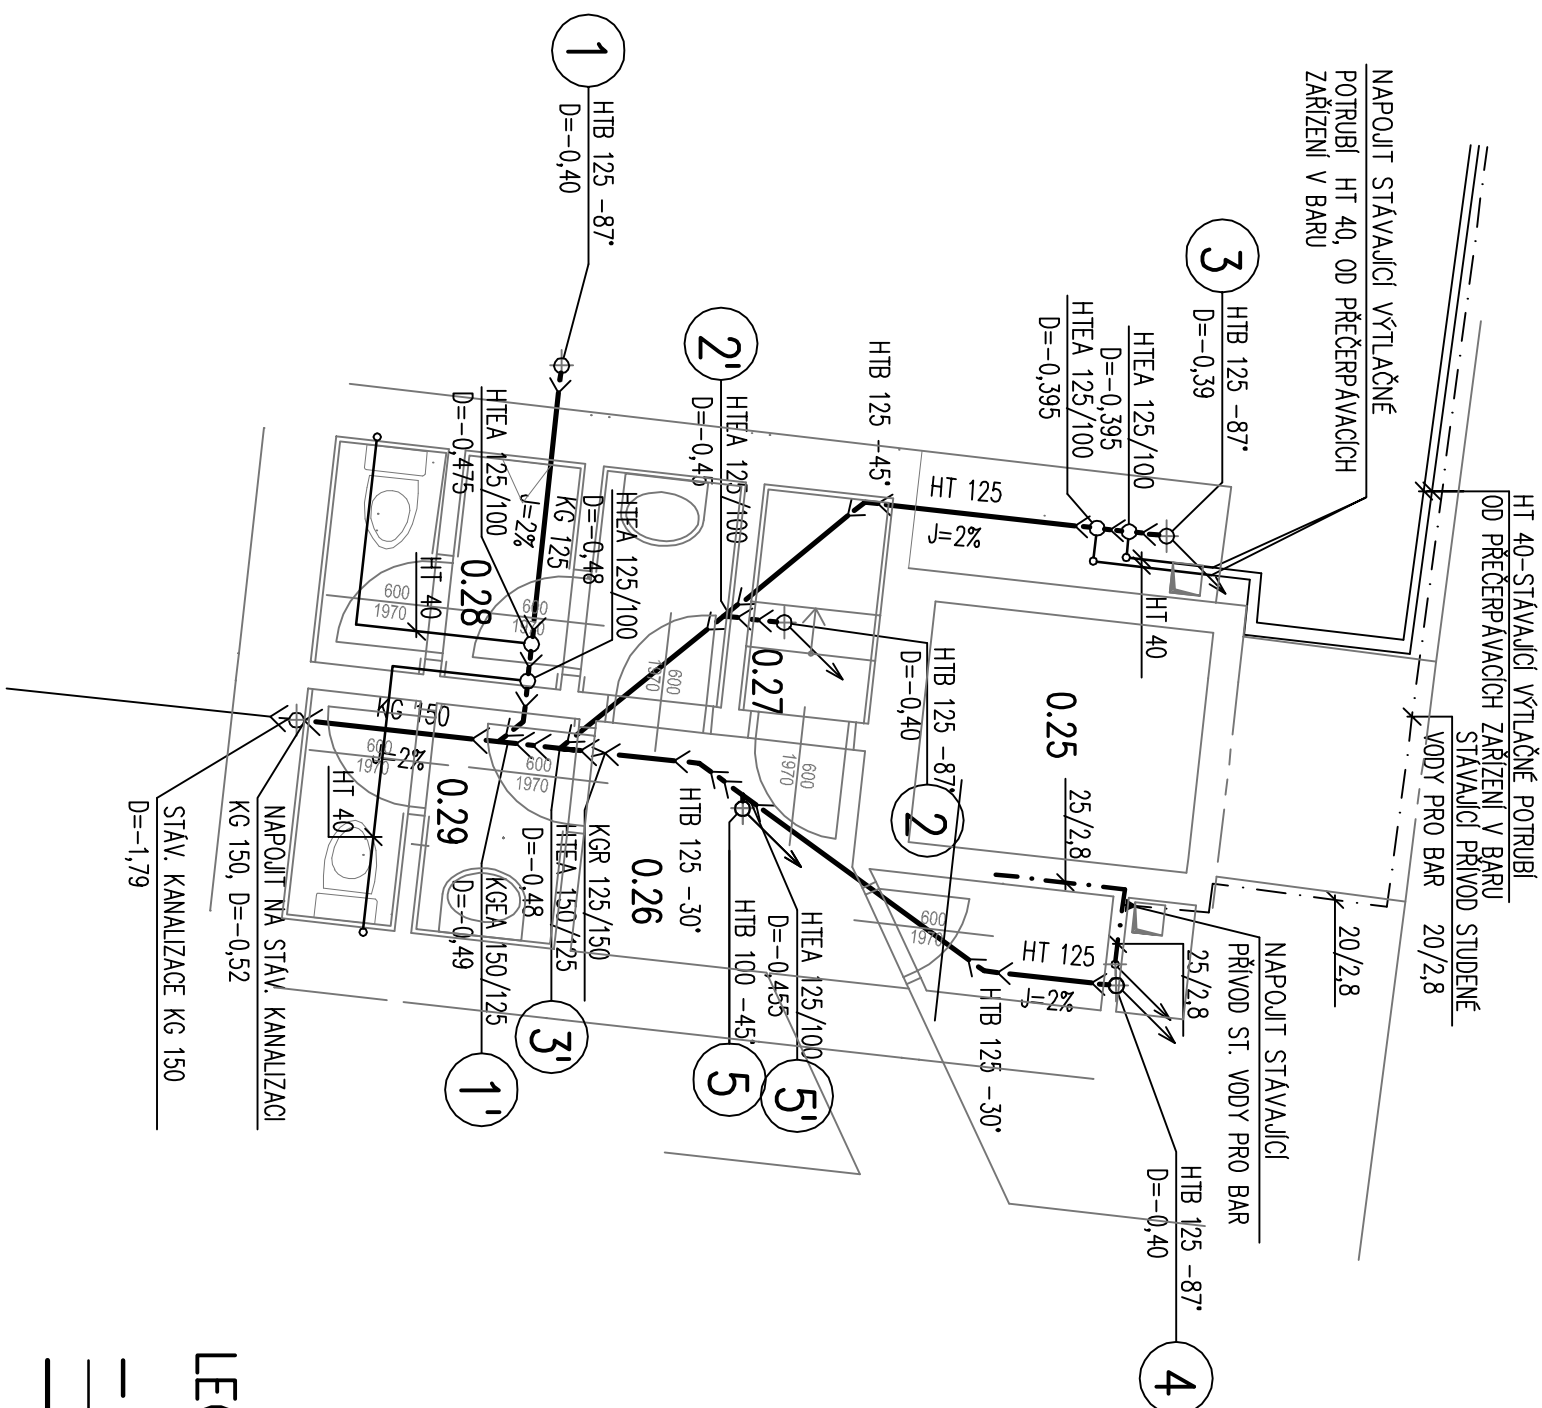 NAPOJIT STÁVAJÍCÍ VÝTLAČNÉ
POTRUBÍ HT 40, OD PŘEČERPÁVACÍCH
ZAŘÍZENÍ V BARU
HT 40-STÁVAJÍCÍ VÝTLAČNÉ POTRUBÍ
OD PŘEČERPÁVACÍCH ZAŘÍZENÍ V BARU
STÁVAJÍCÍ PŘÍVOD STUDENÉ
VODY PRO BAR 20/2,8
20/2,8
NAPOJIT STÁVAJÍCÍ
PŘÍVOD ST. VODY PRO BAR
25/2,8
25/2,8
3
HTB 125 -87°
D=-0,39
HTEA 125/100
D=-0,395
HTEA 125/100
D=-0,395
HT 40
HT 125
J=2%
HTB 125 -45°
0.25
4
HTB 125 -87°
D=-0,40
HT 125
J=2%
HTB 125 -30°
600
1970
2
HTB 125 -87°
D=-0,40
2'
HTEA 125/100
D=-0,45
0.27
600
1970
600
1970
5'
HTEA 125/100
D=-0,455
5
HTB 100 -45°
HTB 125 -30°
0.26
1
HTB 125 -87°
D=-0,40
HTEA 125/100
D=-0,48
KG 125
J=2%
HTEA 125/100
D=-0,475
0.28
600
1970
600
1970
HT 40
KGR 125/150
3'
HTEA 150/125
D=-0,48
1'
KGEA 150/125
D=-0,49
0.29
600
1970
600
1970
KG 150
J=2%
HT 40
NAPOJIT NA STÁV. KANALIZACI
KG 150, D=-0,52
STÁV. KANALIZACE KG 150
D=-1,79